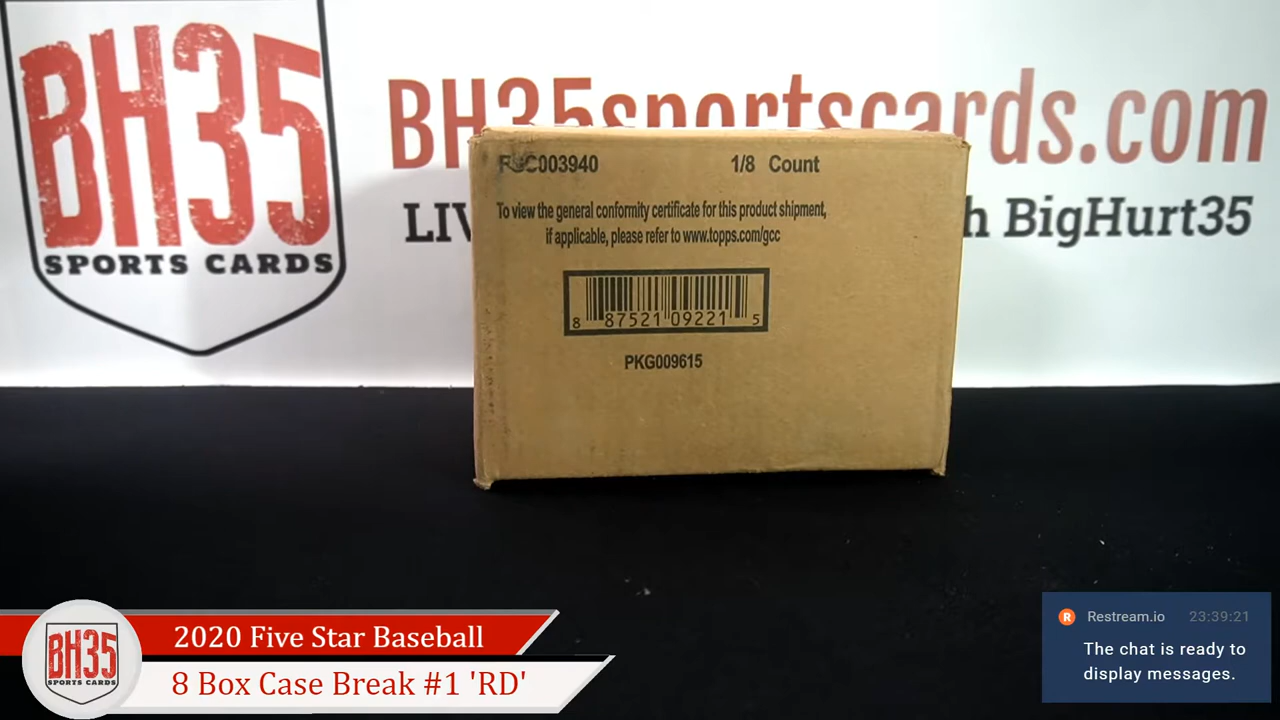 BH35
SPORTS CARDS
BH35sportscards.com
BigHurt35
1/8 Count
To view the general conformity certificate for this product shipment,
if applicable, please refer to www.topps.com/gcc
8 87521 09221 5
PKG009615
2020 Five Star Baseball
8 Box Case Break #1 'RD'
BH35
SPORTS CARDS
Restream.io 23:39:21
The chat is ready to
display messages.